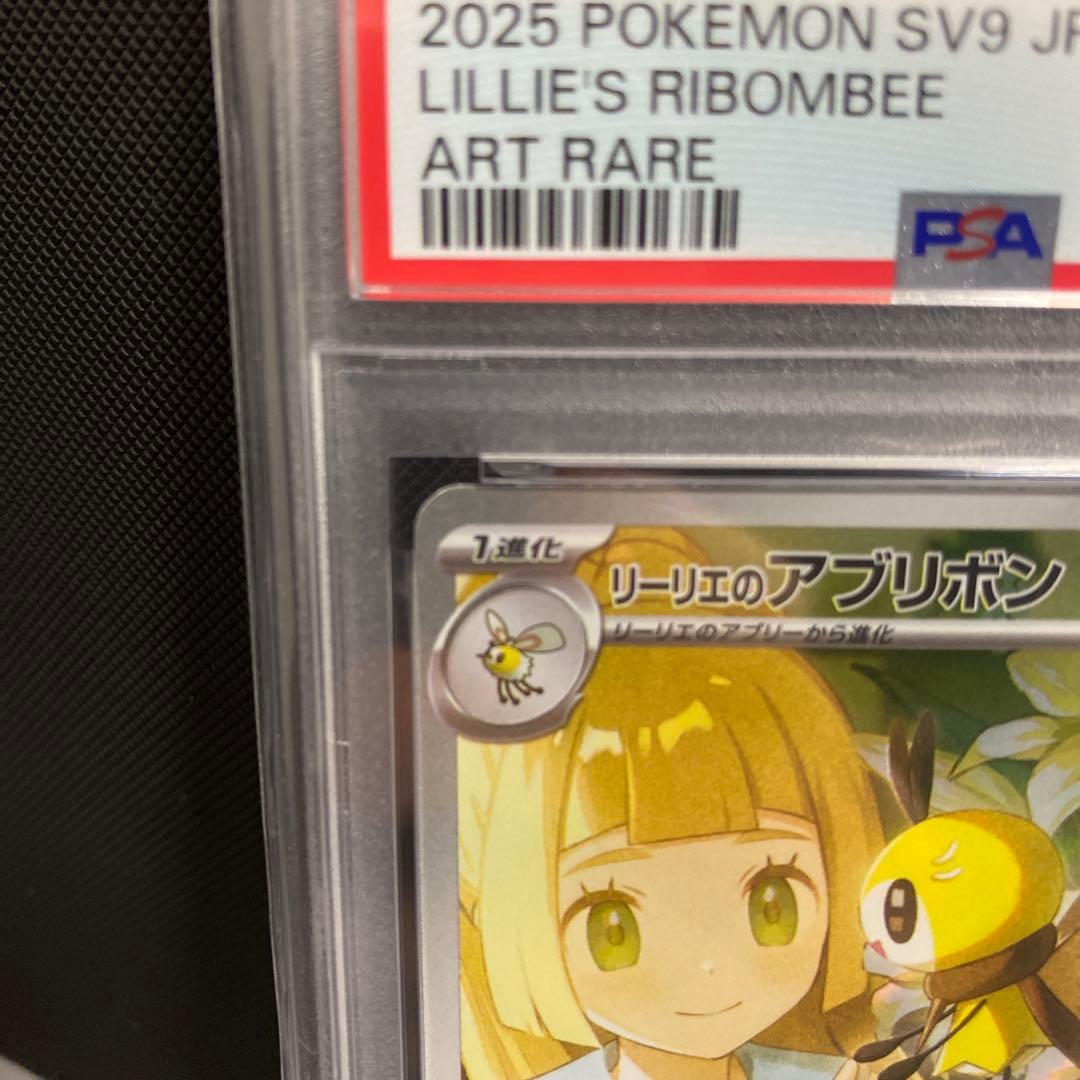 2025 POKEMON SV9 JP
LILLIE'S RIBOMBEE
ART RARE
PSA
1進化
リーリエのアブリボン
リーリエのアブリーから進化